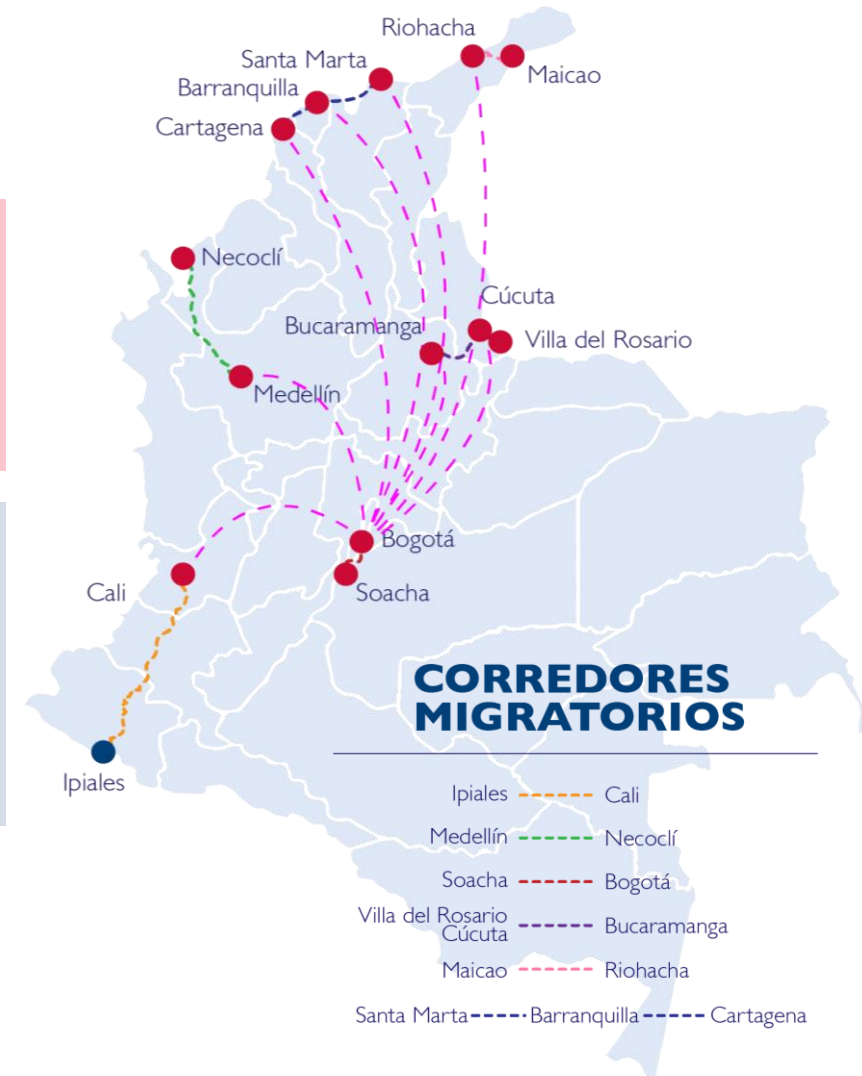 Riohacha
Santa Marta
Maicao
Barranquilla
Cartagena
Necoclí
Cúcuta
Bucaramanga
Villa del Rosario
Medellín
Bogotá
Cali
Soacha
CORREDORES
MIGRATORIOS
Ipiales
Ipiales Cali
Medellín Necoclí
Soacha Bogotá
Villa del Rosario
Cúcuta Bucaramanga
Maicao Riohacha
Santa Marta Barranquilla Cartagena